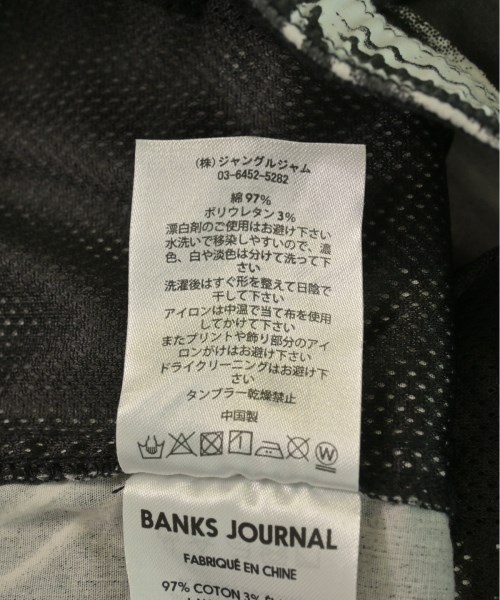 (株)ジャングルジャム
03-6452-5282
綿 97%
ポリウレタン 3%
漂白剤のご使用はお避け下さい
水洗いで移染しやすいので、濃
色、白や淡色は分けて洗って下
さい
洗濯後はすぐ形を整えて日陰で
干して下さい
アイロンは中温で当て布を使用
してかけて下さい
またプリントや飾り部分のアイ
ロンがけはお避け下さい
ドライクリーニングはお避け下
さい
タンブラー乾燥禁止
中国製
W
BANKS JOURNAL
FABRIQUÉ EN CHINE
97% COTON 3%